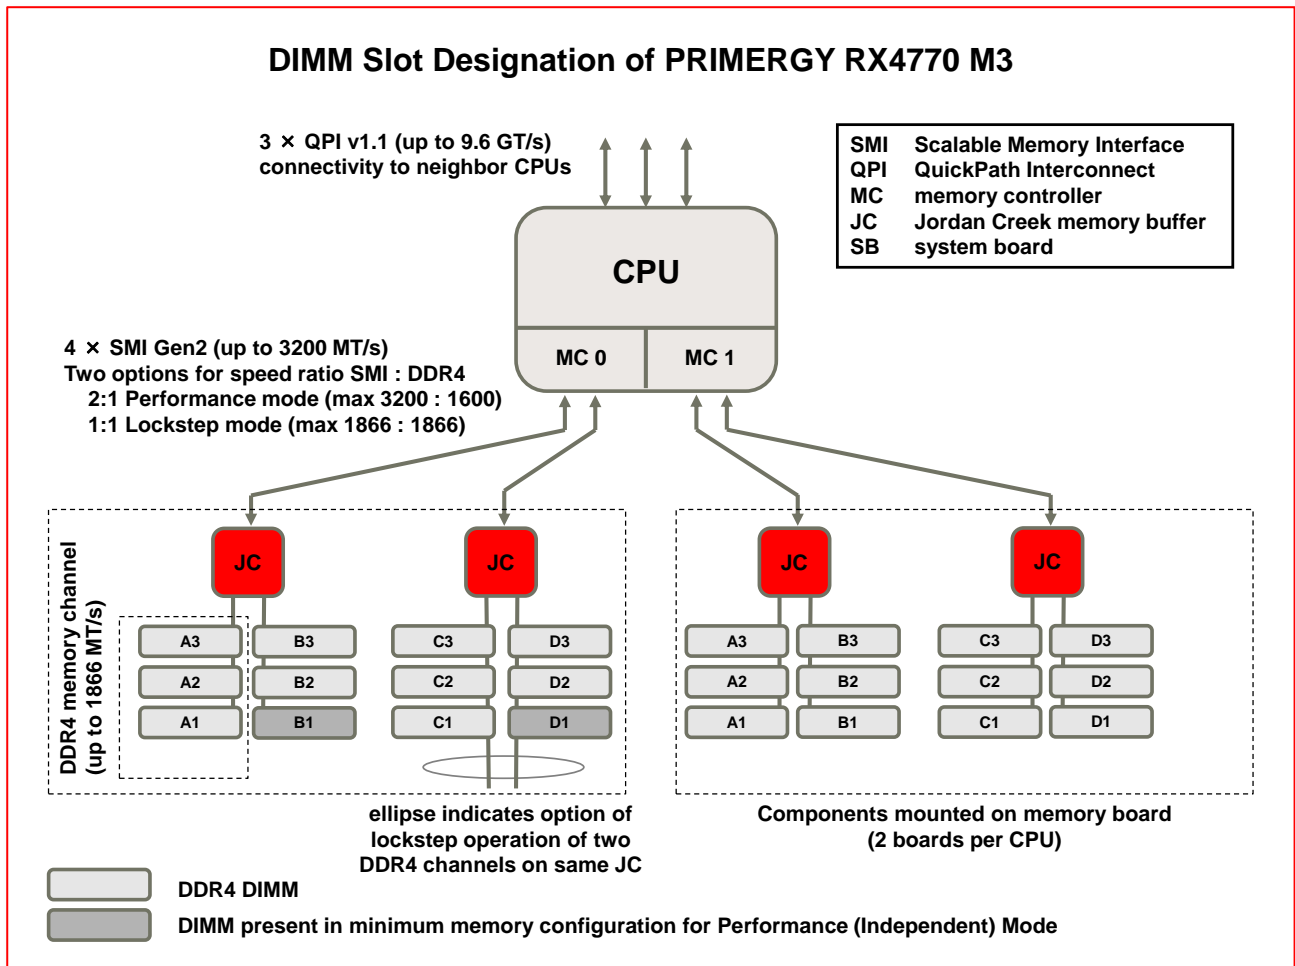 DIMM Slot Designation of PRIMERGY RX4770 M3
3 × QPI v1.1 (up to 9.6 GT/s)
connectivity to neighbor CPUs
SMI Scalable Memory Interface
QPI QuickPath Interconnect
MC memory controller
JC Jordan Creek memory buffer
SB system board
CPU
MC 0 MC 1
4 × SMI Gen2 (up to 3200 MT/s)
Two options for speed ratio SMI : DDR4
2:1 Performance mode (max 3200 : 1600)
1:1 Lockstep mode (max 1866 : 1866)
DDR4 memory channel
(up to 1866 MT/s)
JC JC JC JC
A3 B3 C3 D3 A3 B3 C3 D3
A2 B2 C2 D2 A2 B2 C2 D2
A1 B1 C1 D1 A1 B1 C1 D1
ellipse indicates option of
lockstep operation of two
DDR4 channels on same JC
Components mounted on memory board
(2 boards per CPU)
DDR4 DIMM
DIMM present in minimum memory configuration for Performance (Independent) Mode